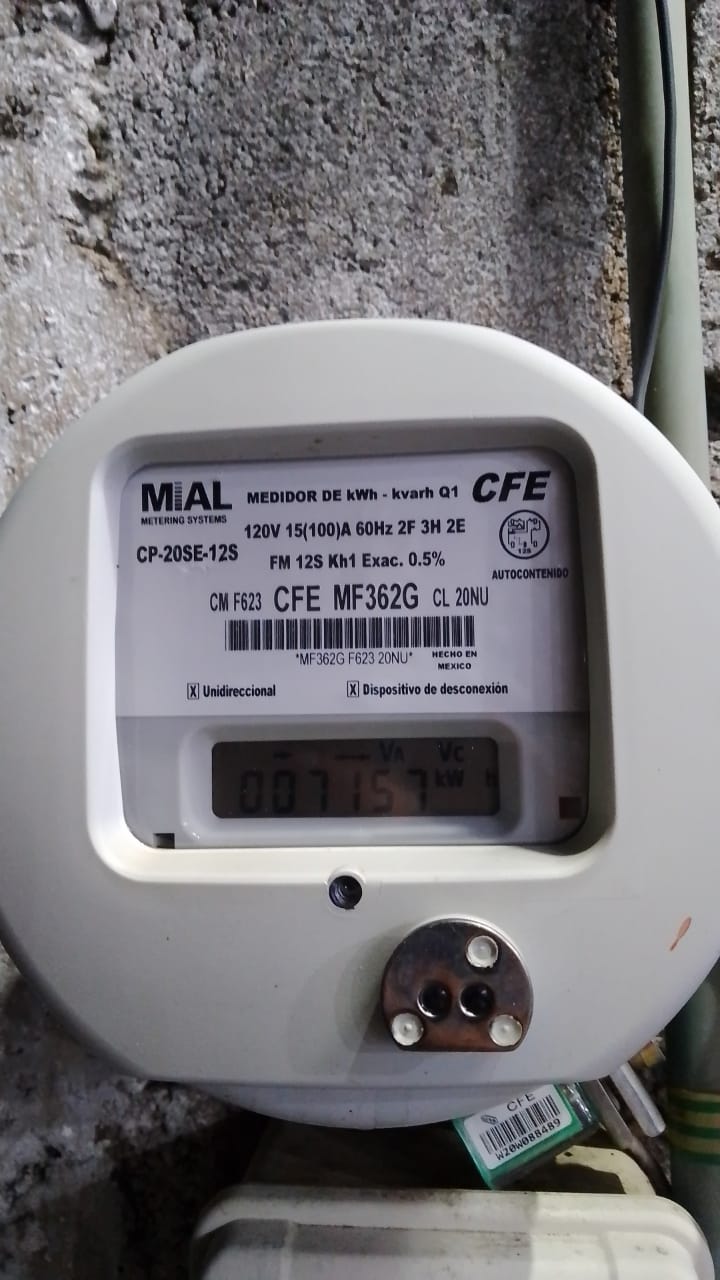 MIAL
METERING SYSTEMS
MEDIDOR DE kWh - kvarh Q1
CFE
120V 15(100)A 60Hz 2F 3H 2E
CP-20SE-12S
FM 12S Kh1 Exac. 0.5%
12S
AUTOCONTENIDO
CM F623 CFE MF362G CL 20NU
*MF362G F623 20NU*
HECHO EN
MEXICO
X Unidireccional
X Dispositivo de desconexión
VA VC
007157 kW h
CFE
W20W088489